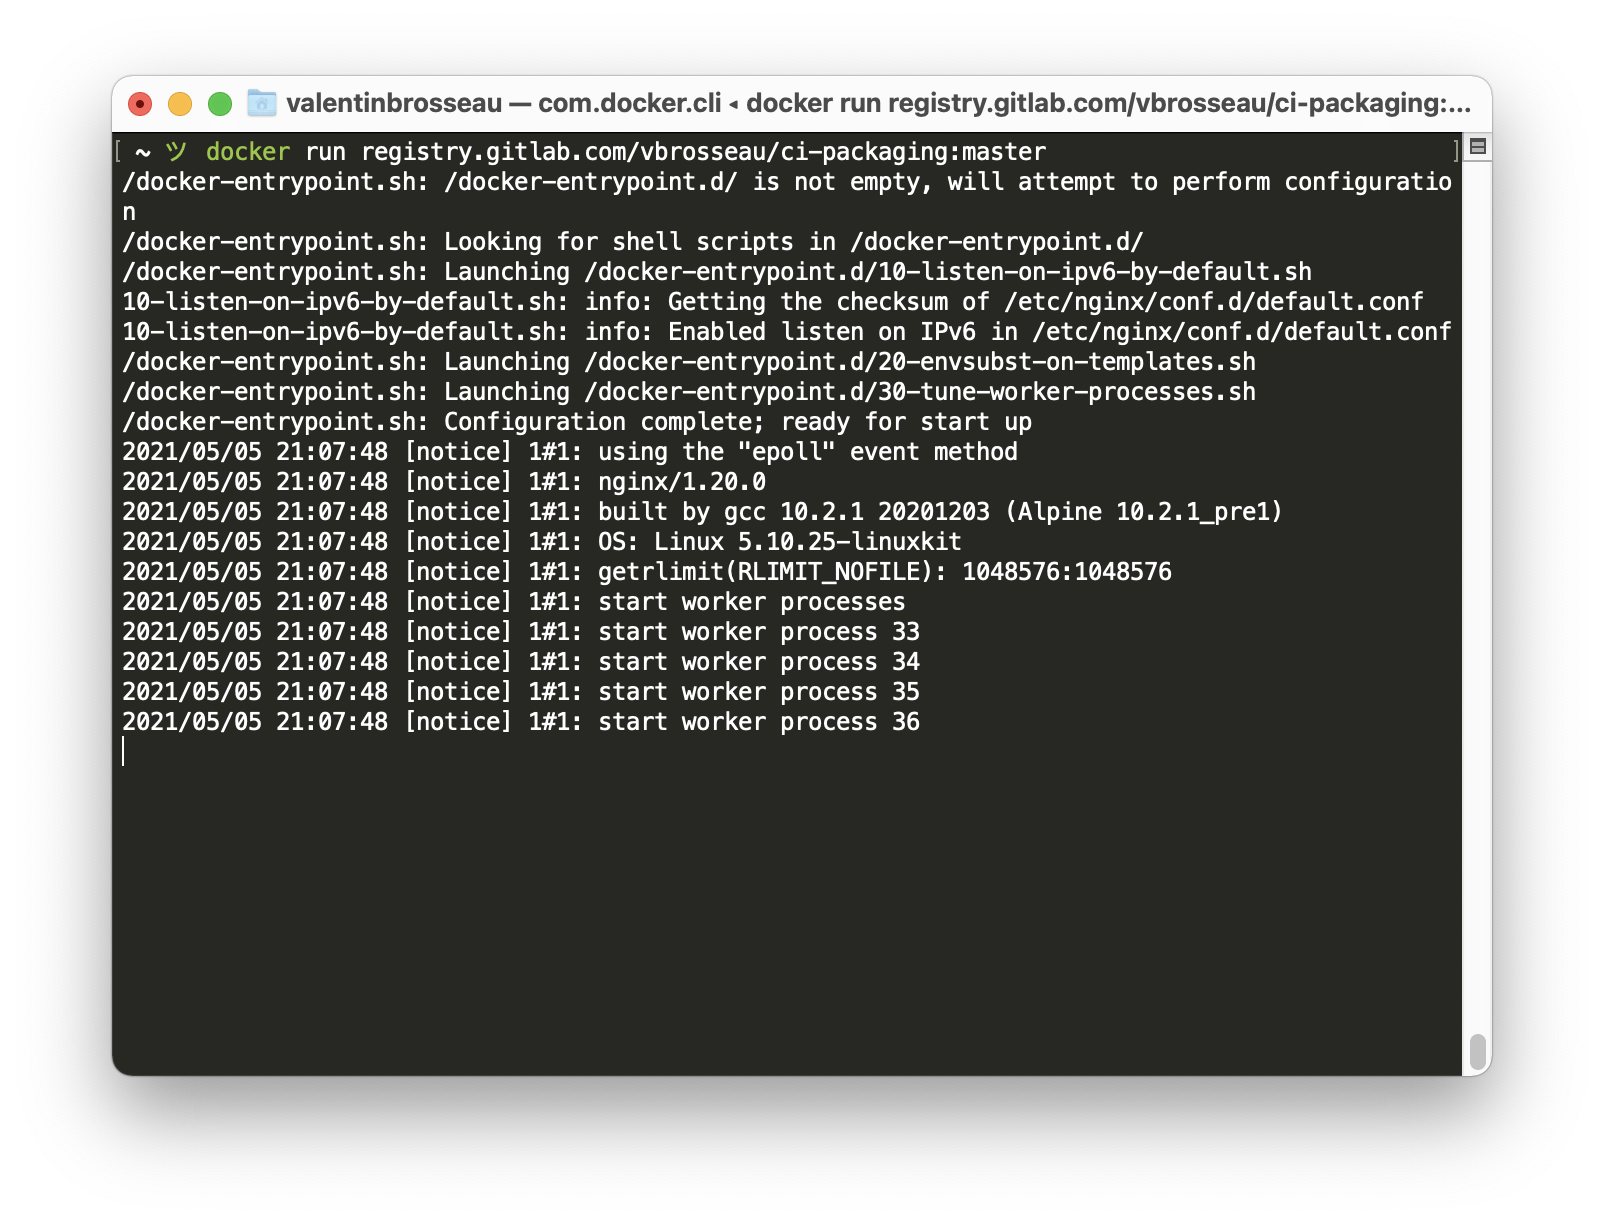 valentinbrosseau — com.docker.cli ◂ docker run registry.gitlab.com/vbrosseau/ci-packaging:...
[ ~ ツ docker run registry.gitlab.com/vbrosseau/ci-packaging:master ]
/docker-entrypoint.sh: /docker-entrypoint.d/ is not empty, will attempt to perform configuratio
n
/docker-entrypoint.sh: Looking for shell scripts in /docker-entrypoint.d/
/docker-entrypoint.sh: Launching /docker-entrypoint.d/10-listen-on-ipv6-by-default.sh
10-listen-on-ipv6-by-default.sh: info: Getting the checksum of /etc/nginx/conf.d/default.conf
10-listen-on-ipv6-by-default.sh: info: Enabled listen on IPv6 in /etc/nginx/conf.d/default.conf
/docker-entrypoint.sh: Launching /docker-entrypoint.d/20-envsubst-on-templates.sh
/docker-entrypoint.sh: Launching /docker-entrypoint.d/30-tune-worker-processes.sh
/docker-entrypoint.sh: Configuration complete; ready for start up
2021/05/05 21:07:48 [notice] 1#1: using the "epoll" event method
2021/05/05 21:07:48 [notice] 1#1: nginx/1.20.0
2021/05/05 21:07:48 [notice] 1#1: built by gcc 10.2.1 20201203 (Alpine 10.2.1_pre1)
2021/05/05 21:07:48 [notice] 1#1: OS: Linux 5.10.25-linuxkit
2021/05/05 21:07:48 [notice] 1#1: getrlimit(RLIMIT_NOFILE): 1048576:1048576
2021/05/05 21:07:48 [notice] 1#1: start worker processes
2021/05/05 21:07:48 [notice] 1#1: start worker process 33
2021/05/05 21:07:48 [notice] 1#1: start worker process 34
2021/05/05 21:07:48 [notice] 1#1: start worker process 35
2021/05/05 21:07:48 [notice] 1#1: start worker process 36